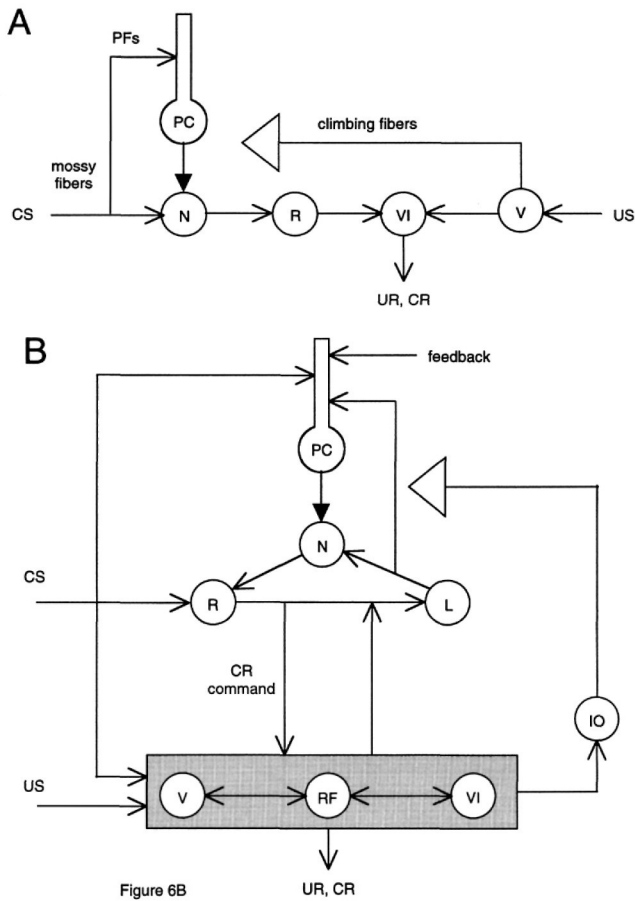 A
PFs
PC
climbing fibers
mossy
fibers
CS
N
R
VI
V
US
UR, CR
B
feedback
PC
N
CS
R
L
CR
command
IO
US
V
RF
VI
Figure 6B
UR, CR